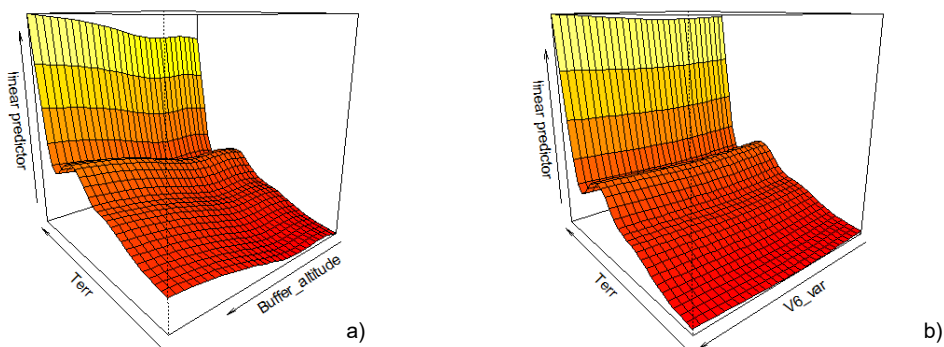 linear predictor
Terr
Buffer_altitude
a)
linear predictor
Terr
V6_var
b)